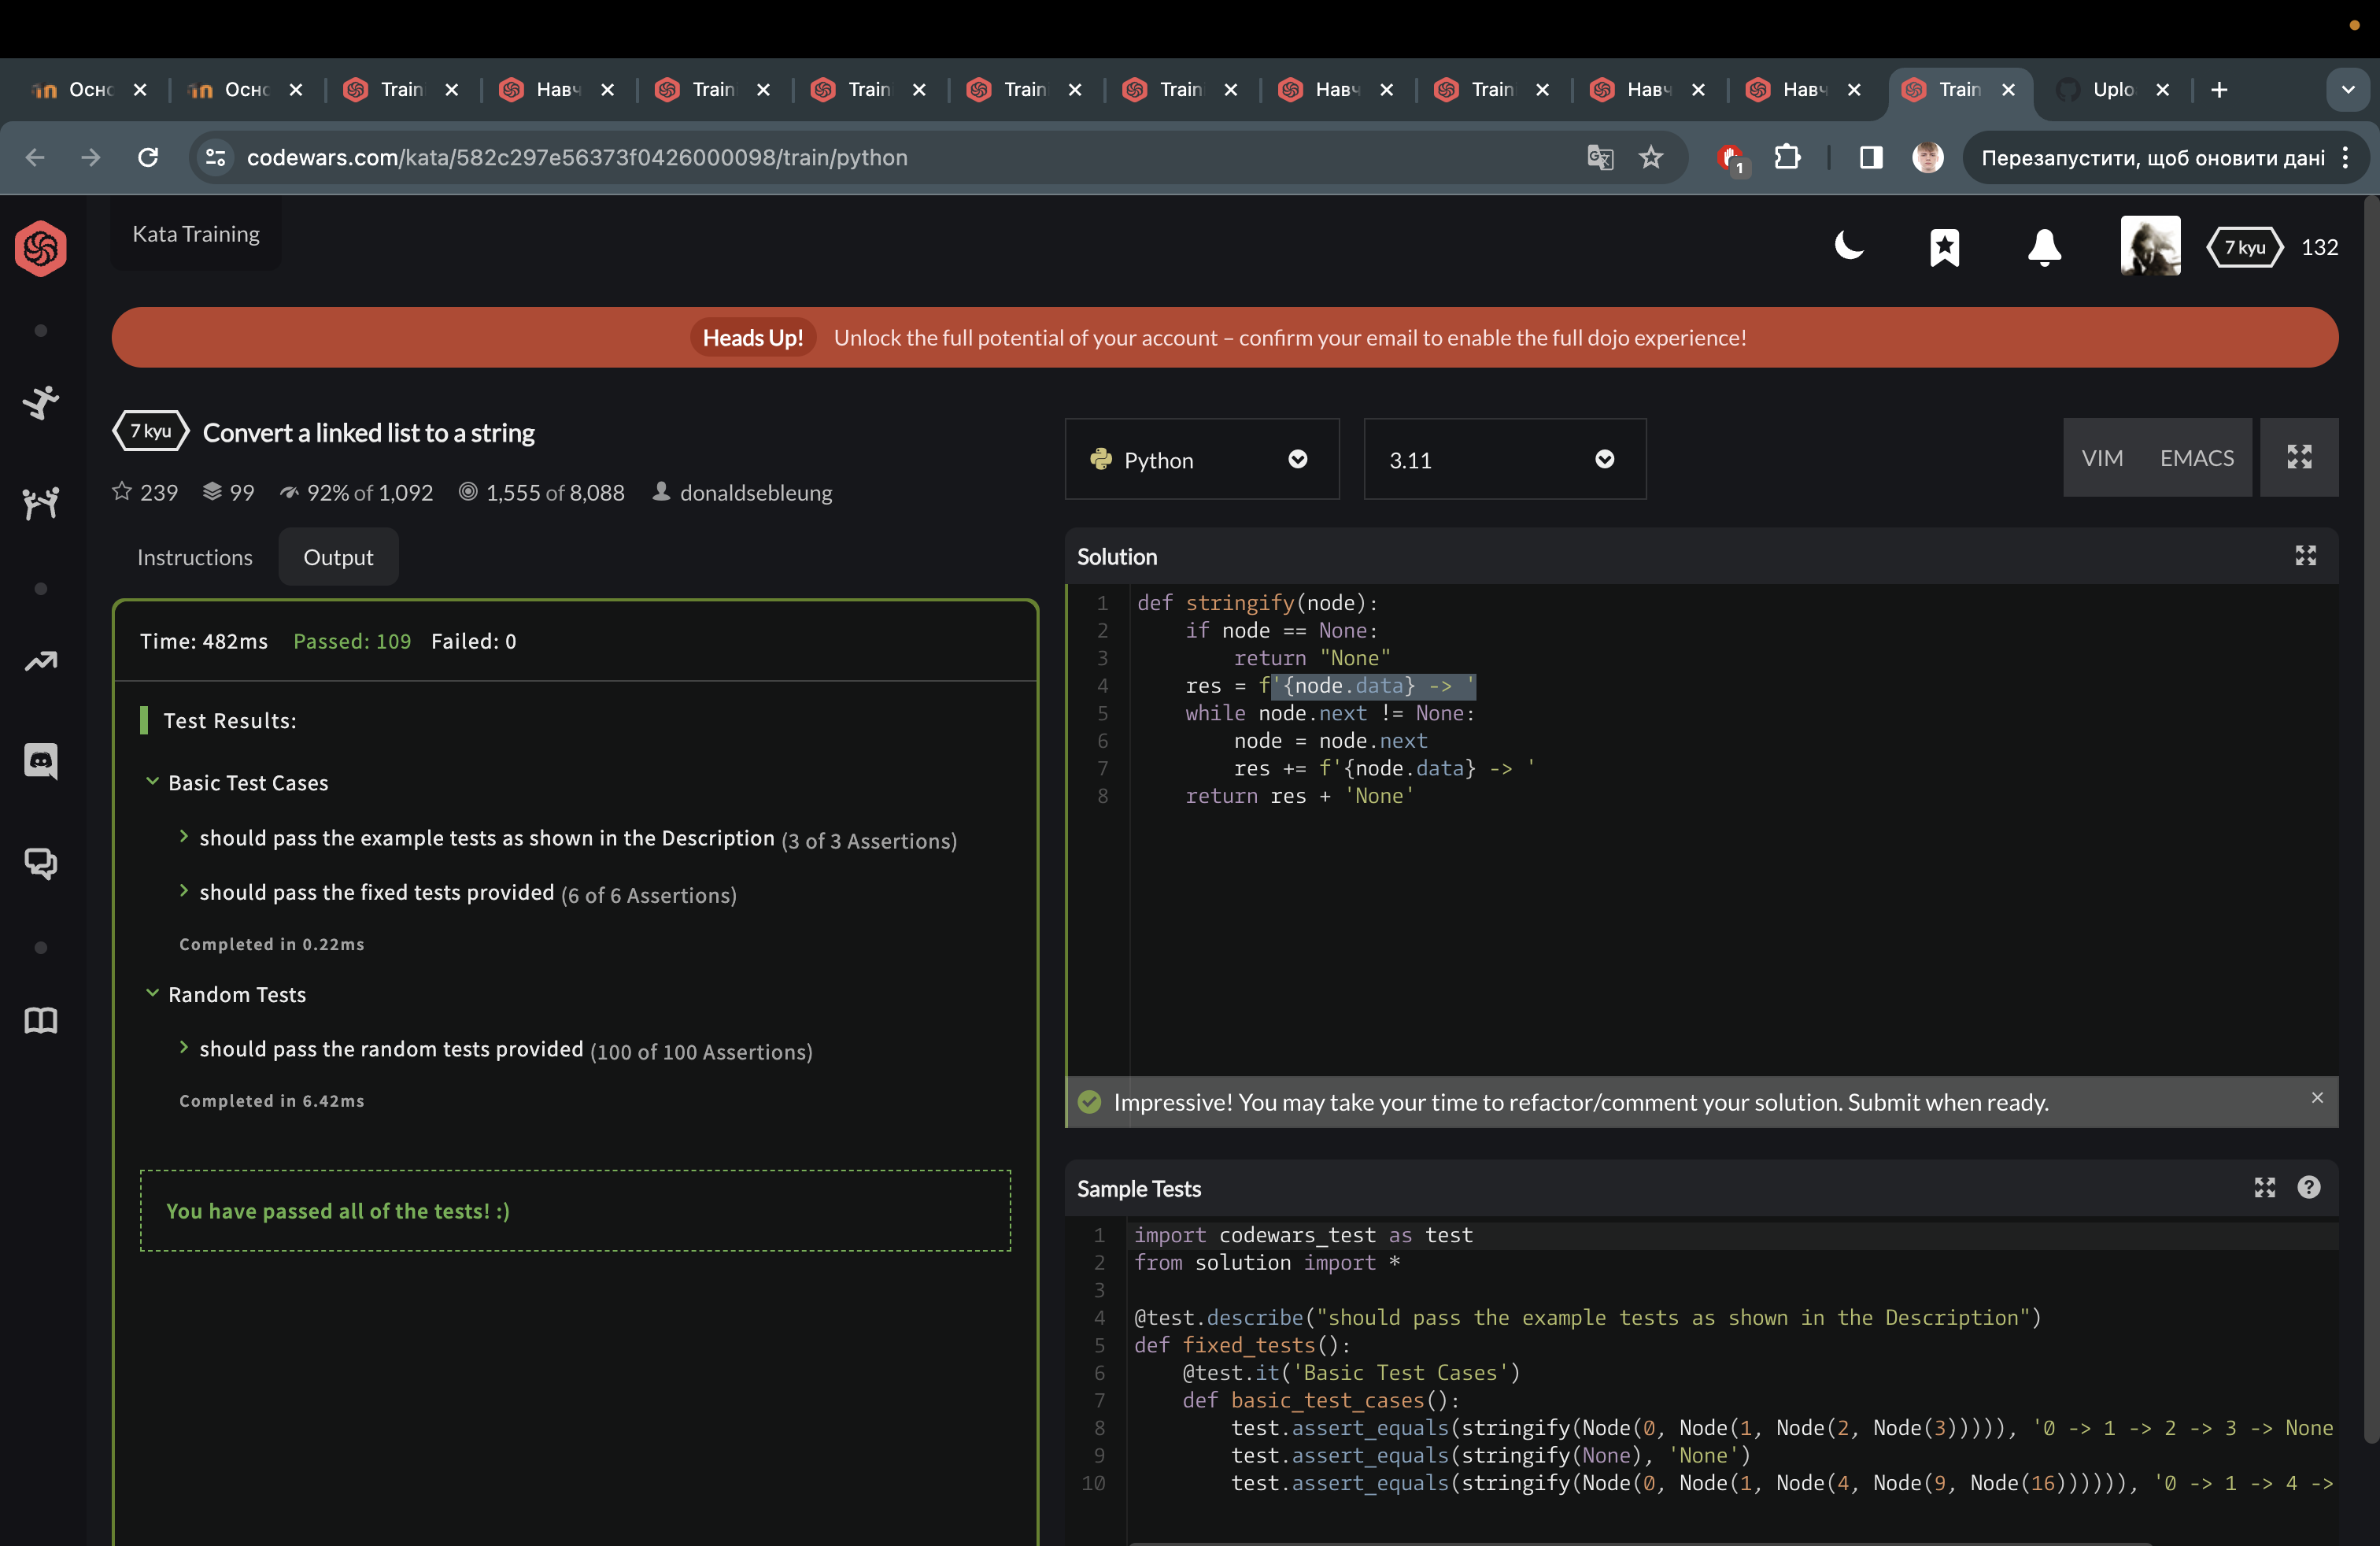 Осно
Осно
Train
Навч
Train
Train
Train
Train
Навч
Train
Навч
Навч
Train
Uplo
codewars.com/kata/582c297e56373f0426000098/train/python
1
Перезапустити, щоб оновити дані
Kata Training
7 kyu
132
Heads Up! Unlock the full potential of your account – confirm your email to enable the full dojo experience!
7 kyu Convert a linked list to a string
239 99 92% of 1,092 1,555 of 8,088 donaldsebleung
Instructions
Output
Time: 482ms Passed: 109 Failed: 0
Test Results:
Basic Test Cases
should pass the example tests as shown in the Description (3 of 3 Assertions)
should pass the fixed tests provided (6 of 6 Assertions)
Completed in 0.22ms
Random Tests
should pass the random tests provided (100 of 100 Assertions)
Completed in 6.42ms
You have passed all of the tests! :)
Python
3.11
VIM
EMACS
Solution
1 def stringify(node):
2     if node == None:
3         return "None"
4     res = f'{node.data} -> '
5     while node.next != None:
6         node = node.next
7         res += f'{node.data} -> '
8     return res + 'None'
Impressive! You may take your time to refactor/comment your solution. Submit when ready.
Sample Tests
1 import codewars_test as test
2 from solution import *
3
4 @test.describe("should pass the example tests as shown in the Description")
5 def fixed_tests():
6     @test.it('Basic Test Cases')
7     def basic_test_cases():
8         test.assert_equals(stringify(Node(0, Node(1, Node(2, Node(3))))), '0 -> 1 -> 2 -> 3 -> None
9         test.assert_equals(stringify(None), 'None')
10         test.assert_equals(stringify(Node(0, Node(1, Node(4, Node(9, Node(16)))))), '0 -> 1 -> 4 ->